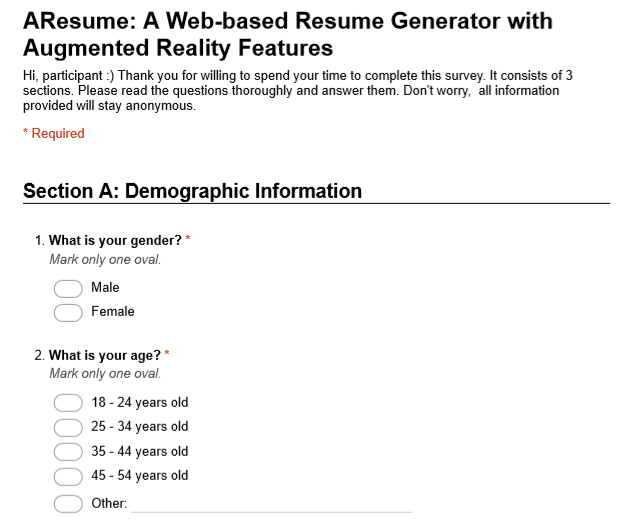 AResume: A Web-based Resume Generator with
Augmented Reality Features
Hi, participant :) Thank you for willing to spend your time to complete this survey. It consists of 3
sections. Please read the questions thoroughly and answer them. Don't worry,  all information
provided will stay anonymous.
* Required
Section A: Demographic Information
1. What is your gender? *
Mark only one oval.
Male
Female
2. What is your age? *
Mark only one oval.
18 - 24 years old
25 - 34 years old
35 - 44 years old
45 - 54 years old
Other: